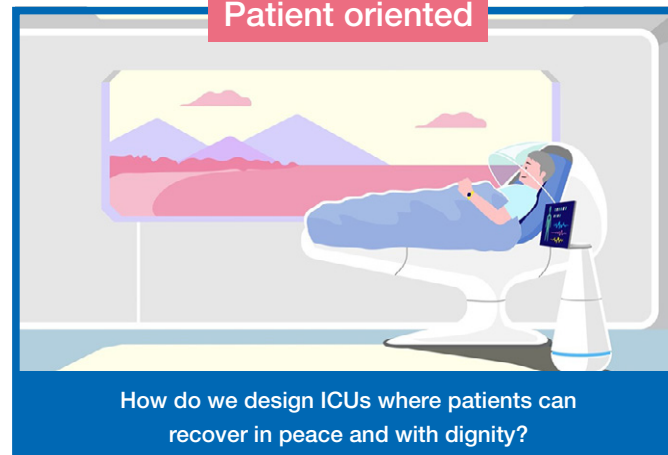 Patient oriented
How do we design ICUs where patients can
recover in peace and with dignity?